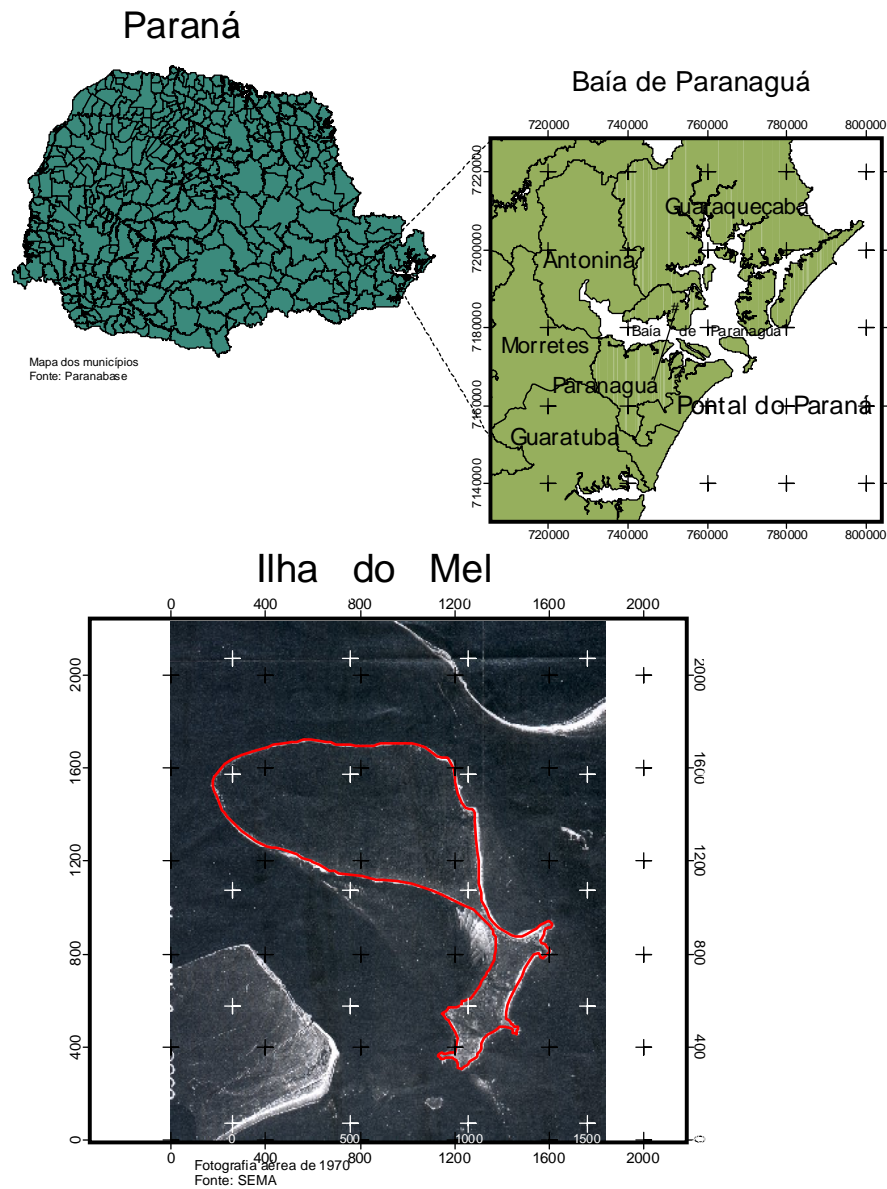 Paraná
Mapa dos municípios
Fonte: Paranabase
Baía de Paranaguá
720000 740000 760000 780000 800000
7220000
7200000
7180000
7160000
7140000
Guaraqueçaba
Antonina
Baía de Paranaguá
Morretes
Paranaguá
Pontal do Paraná
Guaratuba
720000 740000 760000 780000 800000
Ilha do Mel
0 400 800 1200 1600 2000
2000 2000
1600 1600
1200 1200
800 800
400 400
0
0 500 1000 1500
0 400 800 1200 1600 2000
Fotografia aérea de 1970
Fonte: SEMA